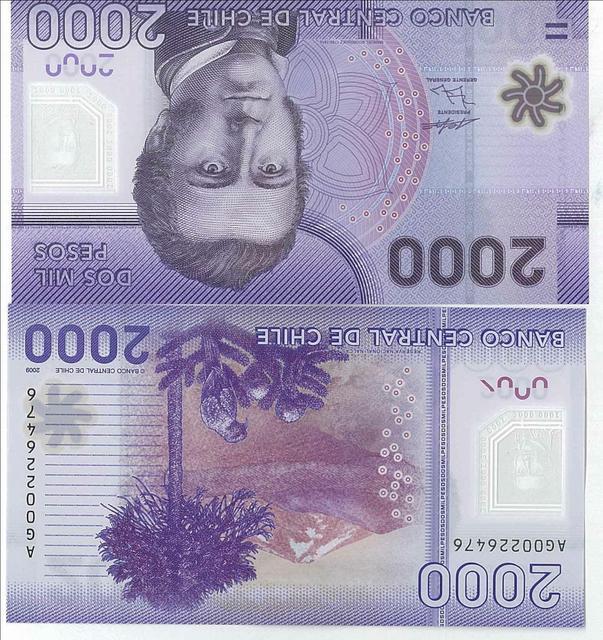 BANCO CENTRAL DE CHILE
2000
2000
PRESIDENTE
GERENTE GENERAL
2000
DOS MIL
PESOS
2000
AG00226476
BANCO CENTRAL DE CHILE
2000
© BANCO CENTRAL DE CHILE
2009
AG00226476